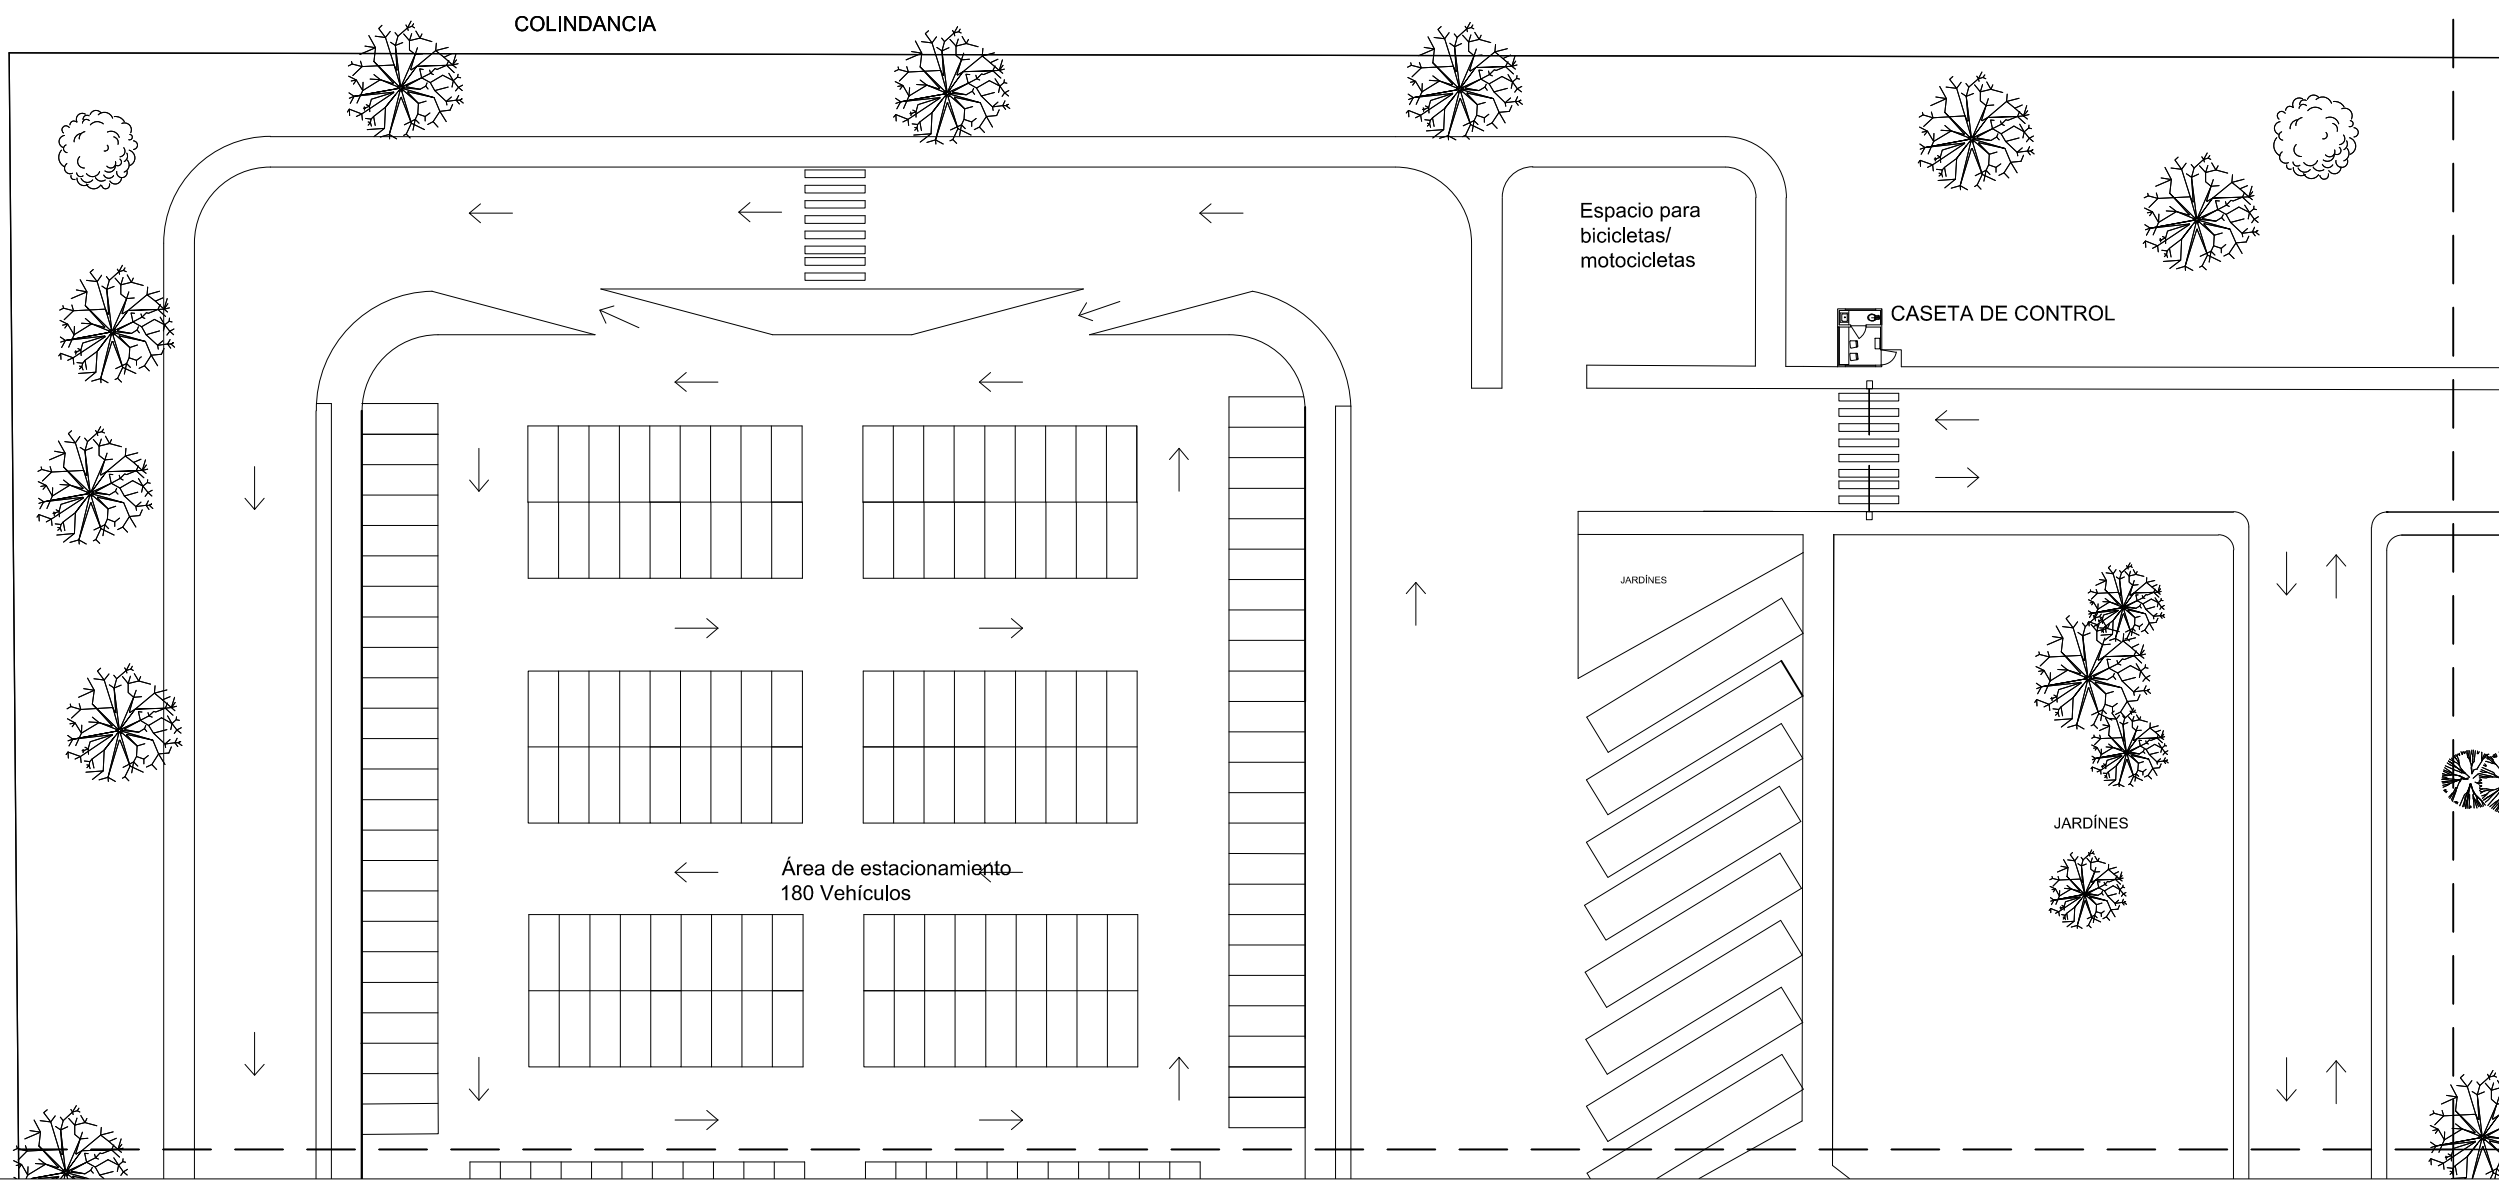 COLINDANCIA
Espacio para
bicicletas/
motocicletas
CASETA DE CONTROL
JARDÍNES
JARDÍNES
Área de estacionamiento
180 Vehículos